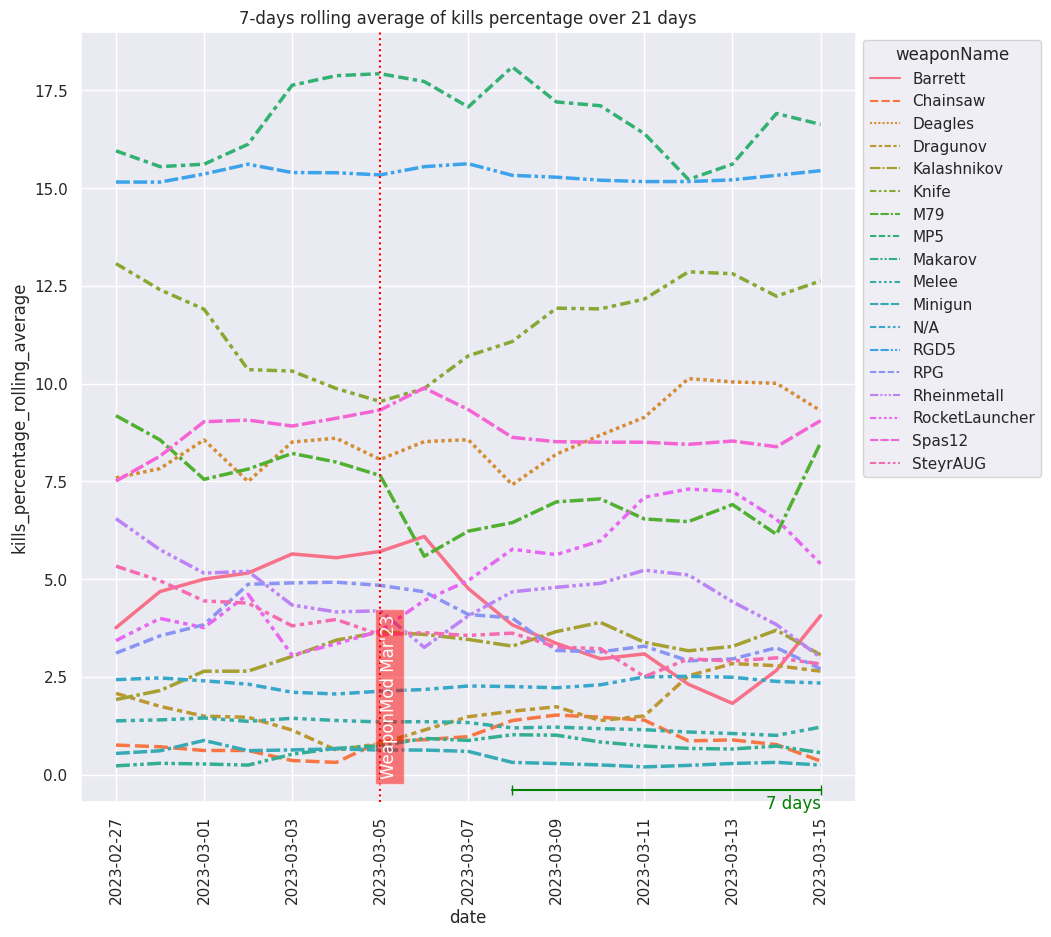 7-days rolling average of kills percentage over 21 days
kills_percentage_rolling_average
17.5
15.0
12.5
10.0
7.5
5.0
2.5
0.0
WeaponMod Mar'23
7 days
2023-02-27
2023-03-01
2023-03-03
2023-03-05
2023-03-07
2023-03-09
2023-03-11
2023-03-13
2023-03-15
date
weaponName
Barrett
Chainsaw
Deagles
Dragunov
Kalashnikov
Knife
M79
MP5
Makarov
Melee
Minigun
N/A
RGD5
RPG
Rheinmetall
RocketLauncher
Spas12
SteyrAUG